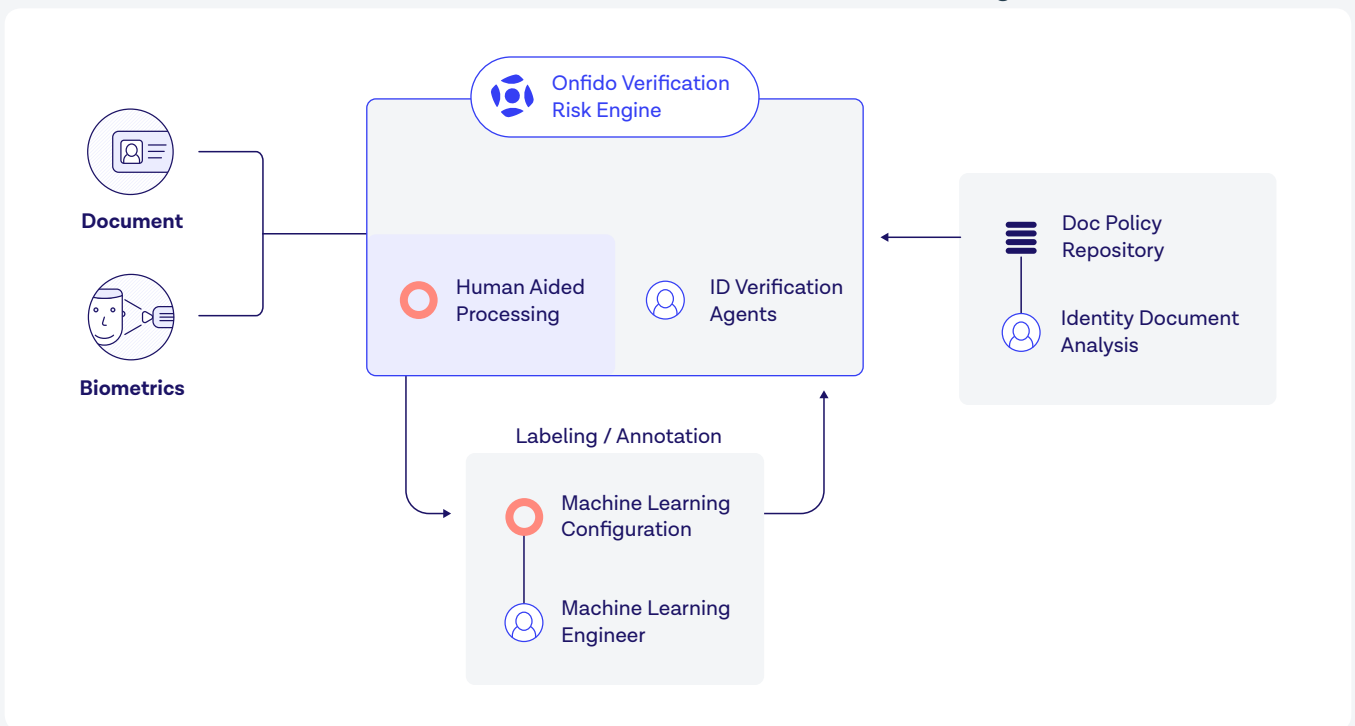 Onfido Verification
Risk Engine
Document
Biometrics
Human Aided
Processing
ID Verification
Agents
Doc Policy
Repository
Identity Document
Analysis
Labeling / Annotation
Machine Learning
Configuration
Machine Learning
Engineer